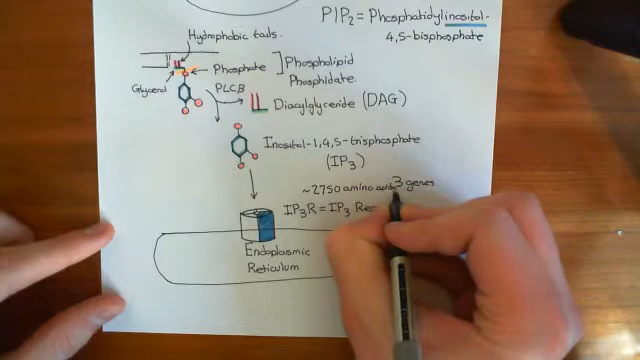 PIP₂ = Phosphatidylinositol-
4,5-bisphosphate
Hydrophobic tails.
Phosphate
Phospholipid
Phosphidate.
Glycerol
PLCβ
Diacylglyceride (DAG)
Inositol-1,4,5-trisphosphate
(IP₃)
~2750 amino acids
3 genes
IP₃R = IP₃ Rec
Endoplasmic
Reticulum